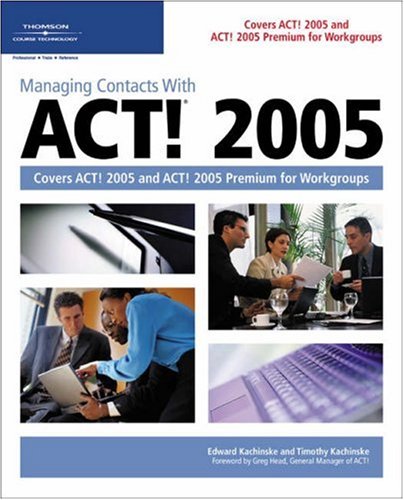 THOMSON
COURSE TECHNOLOGY
Professional ■ Trade ■ Reference
Covers ACT! 2005 and
ACT! 2005 Premium for Workgroups
Managing Contacts With
ACT!® 2005
Covers ACT! 2005 and ACT! 2005 Premium for Workgroups
Edward Kachinske and Timothy Kachinske
Foreword by Greg Head, General Manager of ACT!